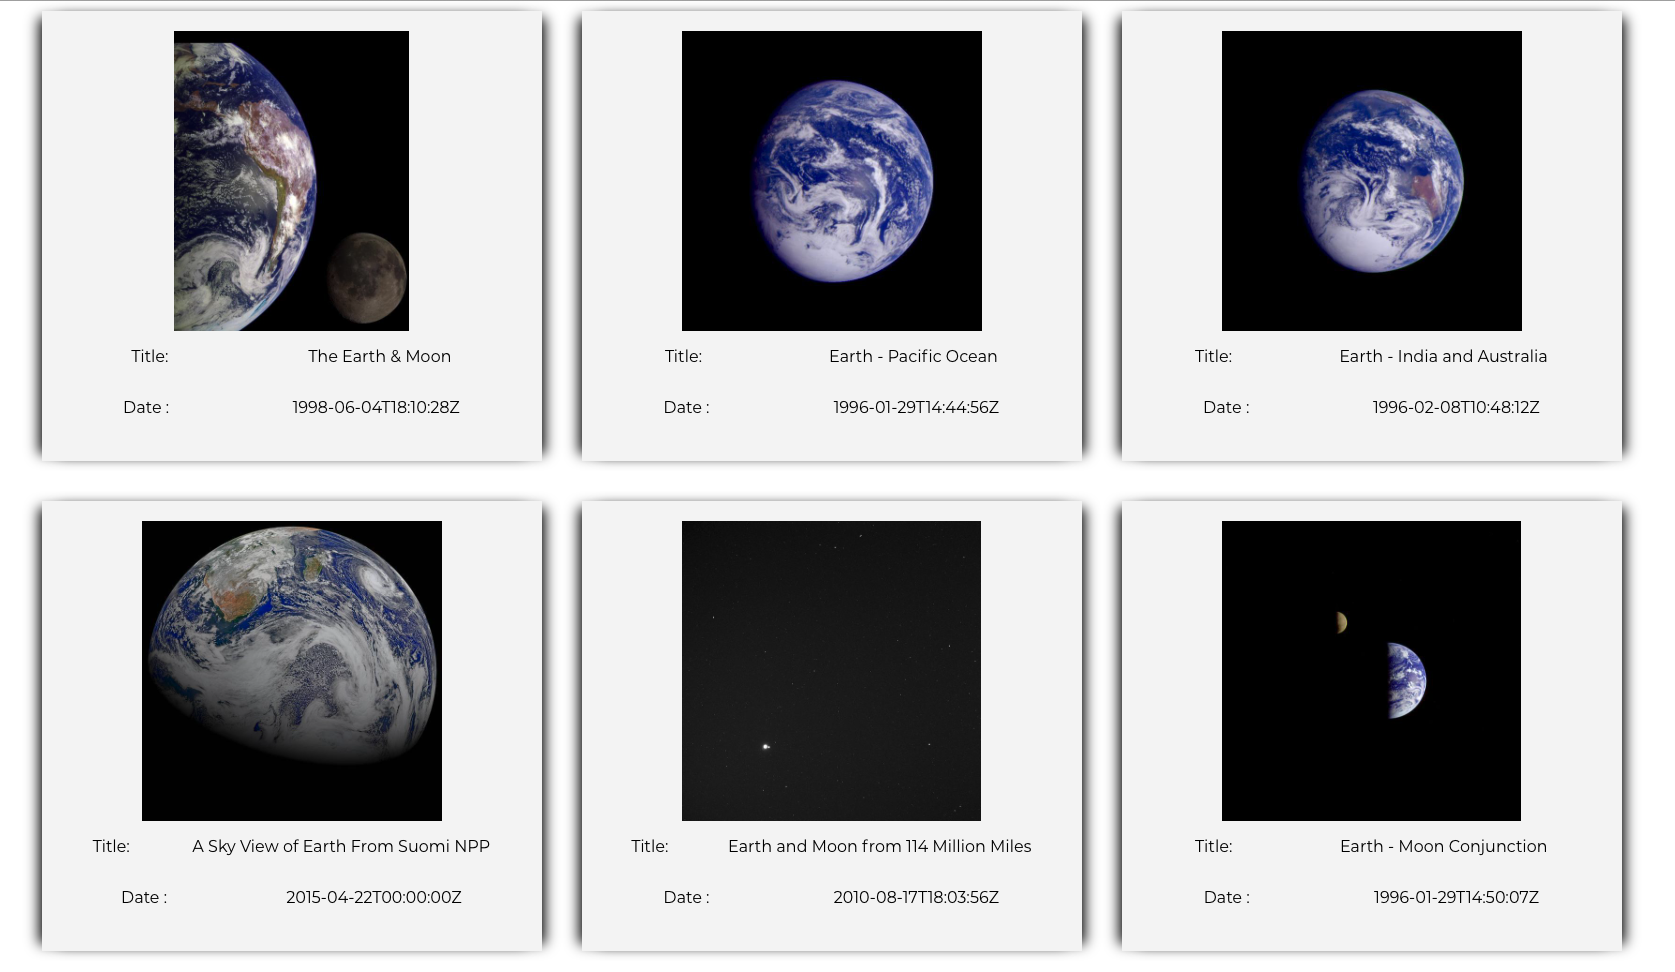 Title: The Earth & Moon
Date : 1998-06-04T18:10:28Z
Title: Earth - Pacific Ocean
Date : 1996-01-29T14:44:56Z
Title: Earth - India and Australia
Date : 1996-02-08T10:48:12Z
Title: A Sky View of Earth From Suomi NPP
Date : 2015-04-22T00:00:00Z
Title: Earth and Moon from 114 Million Miles
Date : 2010-08-17T18:03:56Z
Title: Earth - Moon Conjunction
Date : 1996-01-29T14:50:07Z